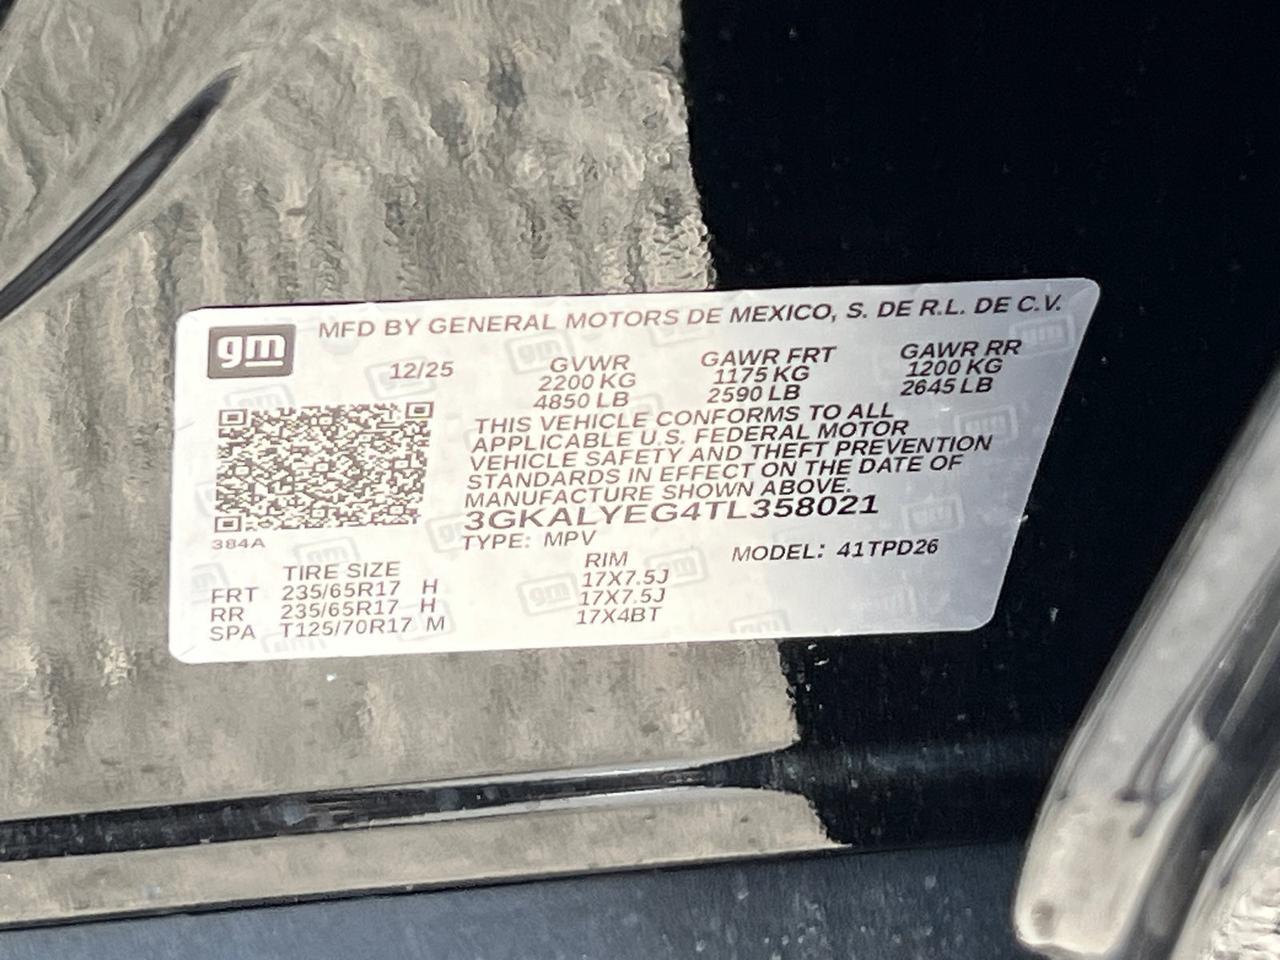 gm
MFD BY GENERAL MOTORS DE MEXICO, S. DE R.L. DE C.V.
12/25 GVWR GAWR FRT GAWR RR
2200 KG 1175 KG 1200 KG
4850 LB 2590 LB 2645 LB
THIS VEHICLE CONFORMS TO ALL
APPLICABLE U.S. FEDERAL MOTOR
VEHICLE SAFETY AND THEFT PREVENTION
STANDARDS IN EFFECT ON THE DATE OF
MANUFACTURE SHOWN ABOVE.
3GKALYEG4TL358021
384A
TYPE: MPV MODEL: 41TPD26
TIRE SIZE RIM
FRT 235/65R17 H 17X7.5J
RR 235/65R17 H 17X7.5J
SPA T125/70R17 M 17X4BT